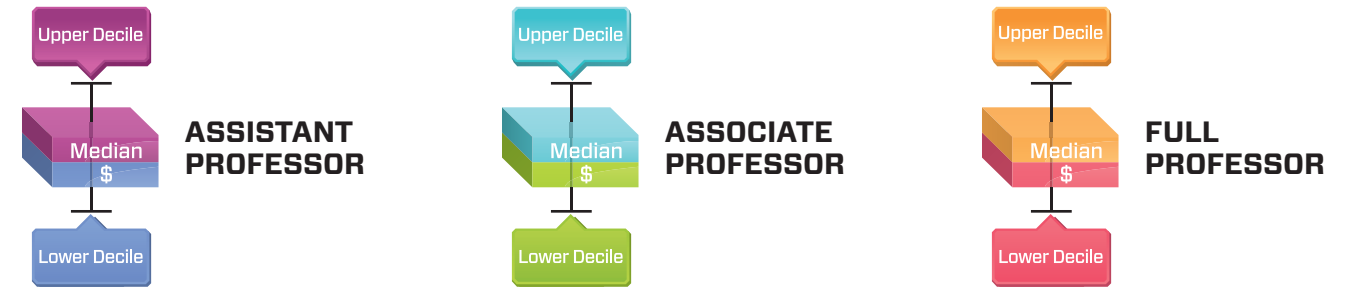 Upper Decile
Median
$
Lower Decile
ASSISTANT
PROFESSOR
Upper Decile
Median
$
Lower Decile
ASSOCIATE
PROFESSOR
Upper Decile
Median
$
Lower Decile
FULL
PROFESSOR